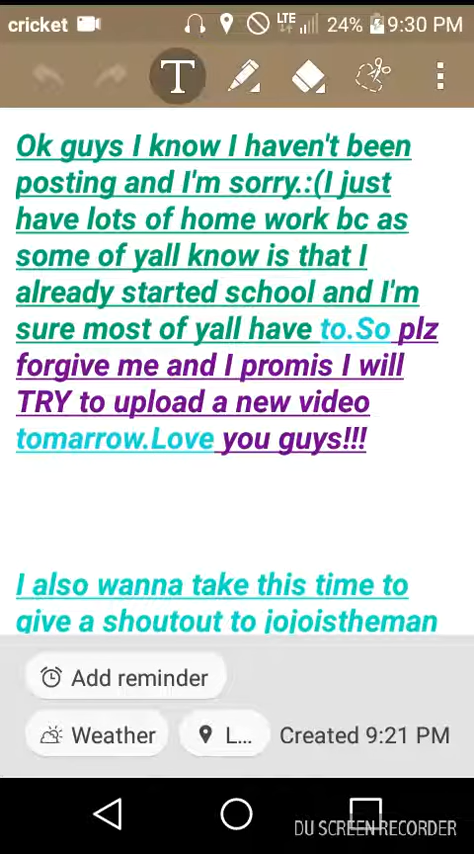 cricket LTE 24% 9:30 PM
T
Ok guys I know I haven't been
posting and I'm sorry.:(I just
have lots of home work bc as
some of yall know is that I
already started school and I'm
sure most of yall have to.So plz
forgive me and I promis I will
TRY to upload a new video
tomarrow.Love you guys!!!
I also wanna take this time to
give a shoutout to jojoistheman
Add reminder
Weather L... Created 9:21 PM
DU SCREEN RECORDER